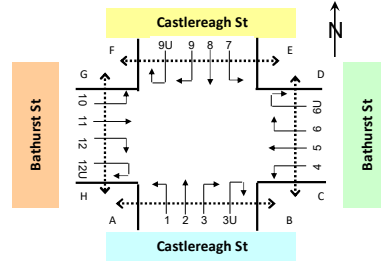 Castlereagh St
N
F
9U 9 8 7
E
G
D
Bathurst St
10
11
12
12U
6U
6
5
4
Bathurst St
H
C
A
1 2 3 3U
B
Castlereagh St